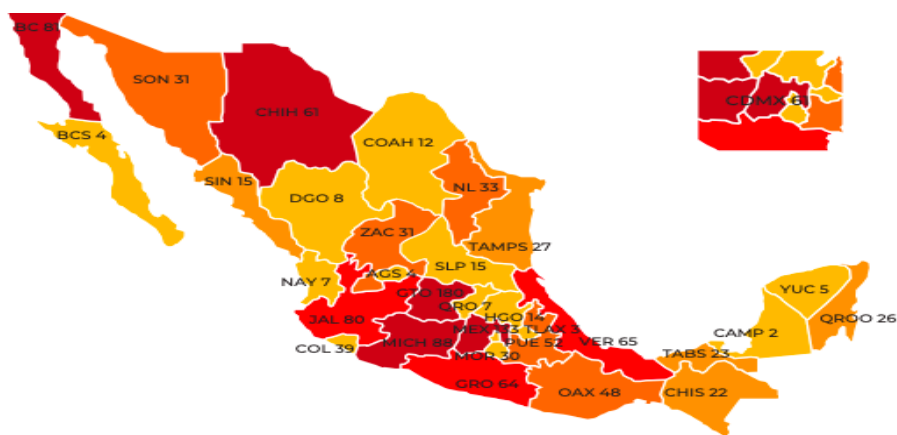 BC 81
SON 31
CHIH 61
CDMX 61
BCS 4
COAH 12
SIN 15
NL 33
DGO 8
ZAC 31
TAMPS 27
SLP 15
NAY 7
AGS 4
YUC 5
GTO 180
QRO 7
HGO 14
QROO 26
JAL 80
MEX 133
TLAX 3
CAMP 2
COL 39
MICH 88
PUE 52
VER 65
MOR 30
TABS 23
GRO 64
OAX 48
CHIS 22